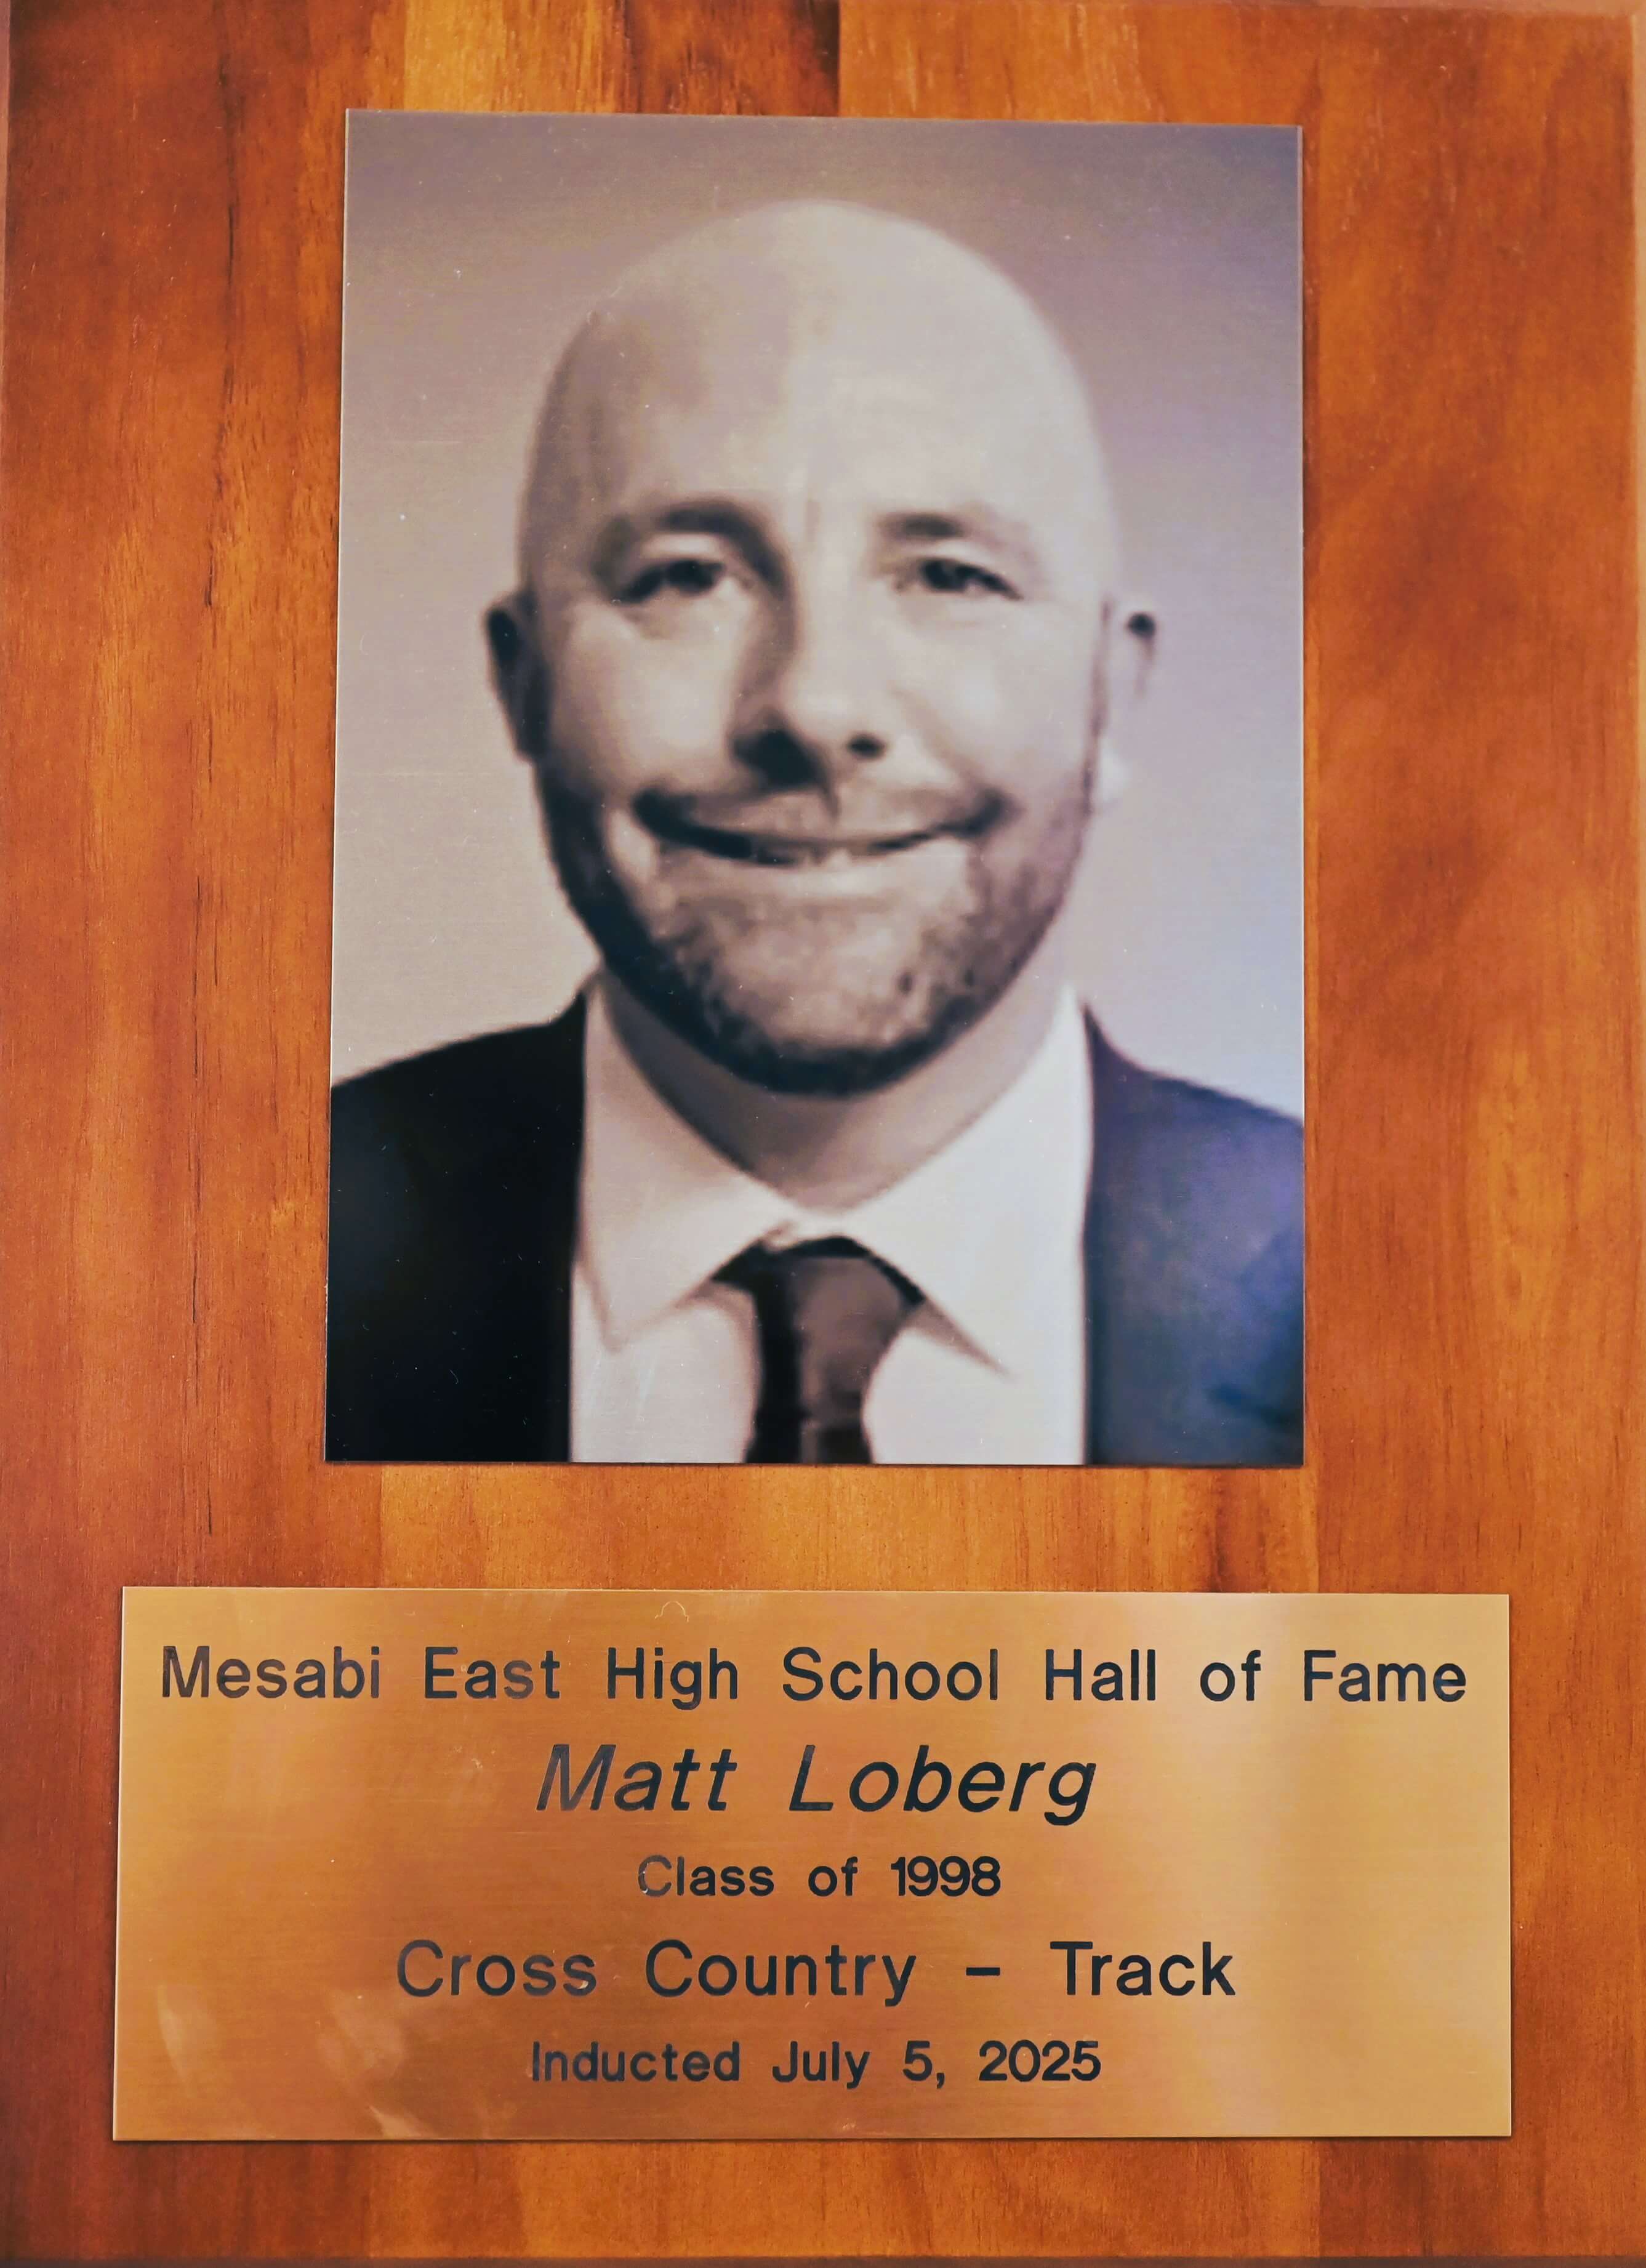 Mesabi East High School Hall of Fame
Matt Loberg
Class of 1998
Cross Country – Track
Inducted July 5, 2025